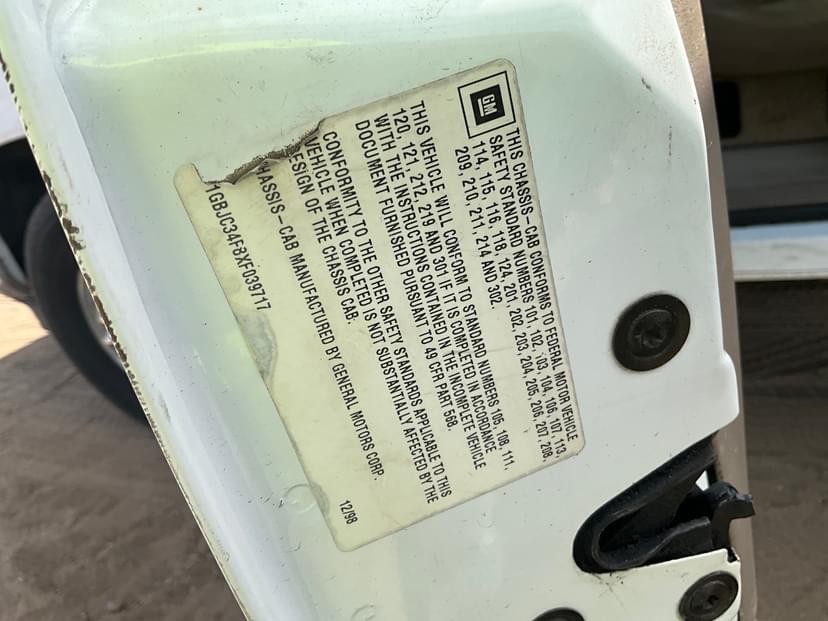 GM
THIS CHASSIS-CAB CONFORMS TO FEDERAL MOTOR VEHICLE
SAFETY STANDARD NUMBERS 101, 102, 103, 104, 106, 107, 113,
114, 115, 116, 118, 124, 201, 202, 203, 204, 205, 206, 207, 208,
209, 210, 211, 214 AND 302.
THIS VEHICLE WILL CONFORM TO STANDARD NUMBERS 105, 108, 111,
120, 121, 212, 219 AND 301 IF IT IS COMPLETED IN ACCORDANCE
WITH THE INSTRUCTIONS CONTAINED IN THE INCOMPLETE VEHICLE
DOCUMENT FURNISHED PURSUANT TO 49 CFR PART 568.
CONFORMITY TO THE OTHER SAFETY STANDARDS APPLICABLE TO THIS
VEHICLE WHEN COMPLETED IS NOT SUBSTANTIALLY AFFECTED BY THE
ESIGN OF THE CHASSIS CAB.
HASSIS-CAB MANUFACTURED BY GENERAL MOTORS CORP.
12/98
1GBJC34F8XF039717